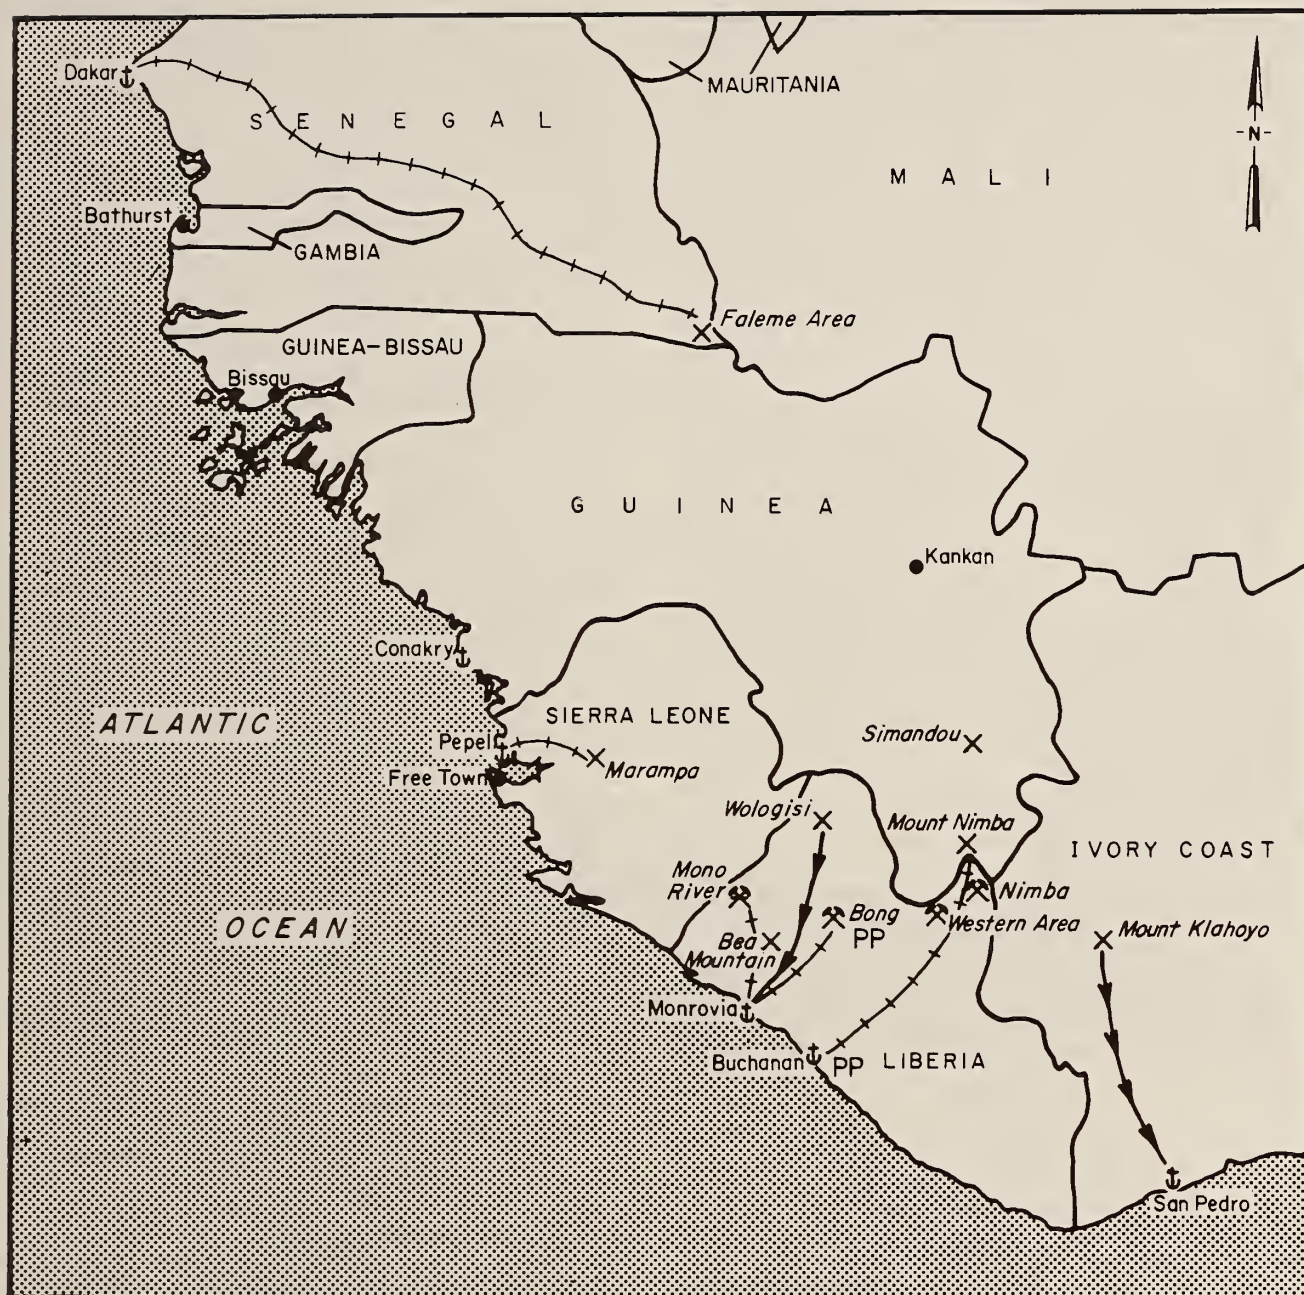 Dakar
MAURITANIA
SENEGAL
-N-
MALI
Bathurst
GAMBIA
Faleme Area
GUINEA-BISSAU
Bissau
GUINEA
Kankan
Conakry
ATLANTIC
SIERRA LEONE
Simandou
Pepel
Marampa
Free Town
Wologisi
Mount Nimba
IVORY COAST
Mono
River
Nimba
Bong
PP
Western Area
Mount Klahoyo
OCEAN
Bea
Mountain
Monrovia
Buchanan
PP
LIBERIA
San Pedro